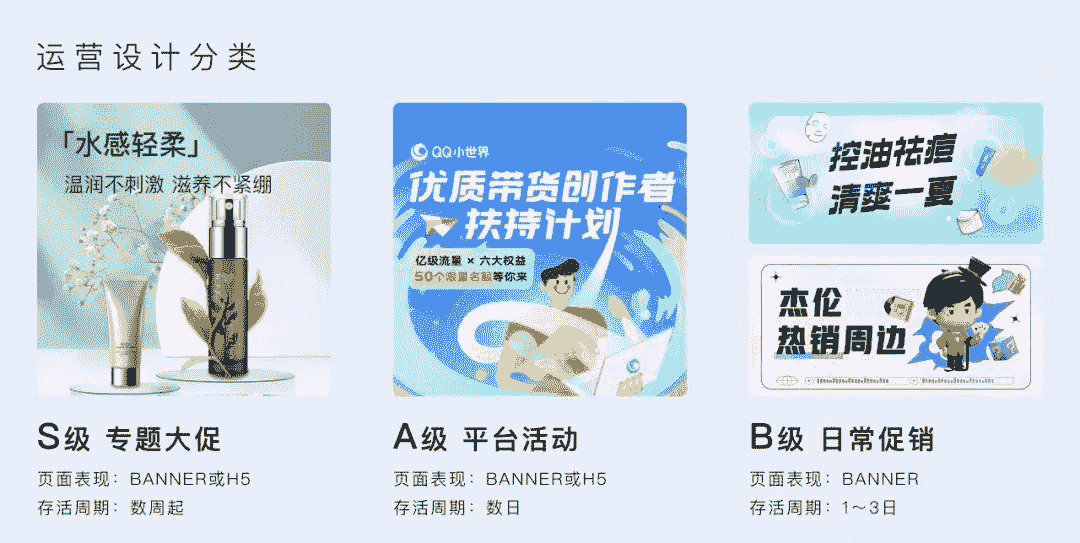 运营设计分类
「水感轻柔」
温润不刺激 滋养不紧绷
QQ小世界
优质带货创作者
扶持计划
亿级流量 × 六大权益
50个限量名额等你来
控油祛痘
清爽一夏
杰伦
热销周边
S级 专题大促
页面表现：BANNER或H5
存活周期：数周起
A级 平台活动
页面表现：BANNER或H5
存活周期：数日
B级 日常促销
页面表现：BANNER
存活周期：1～3日